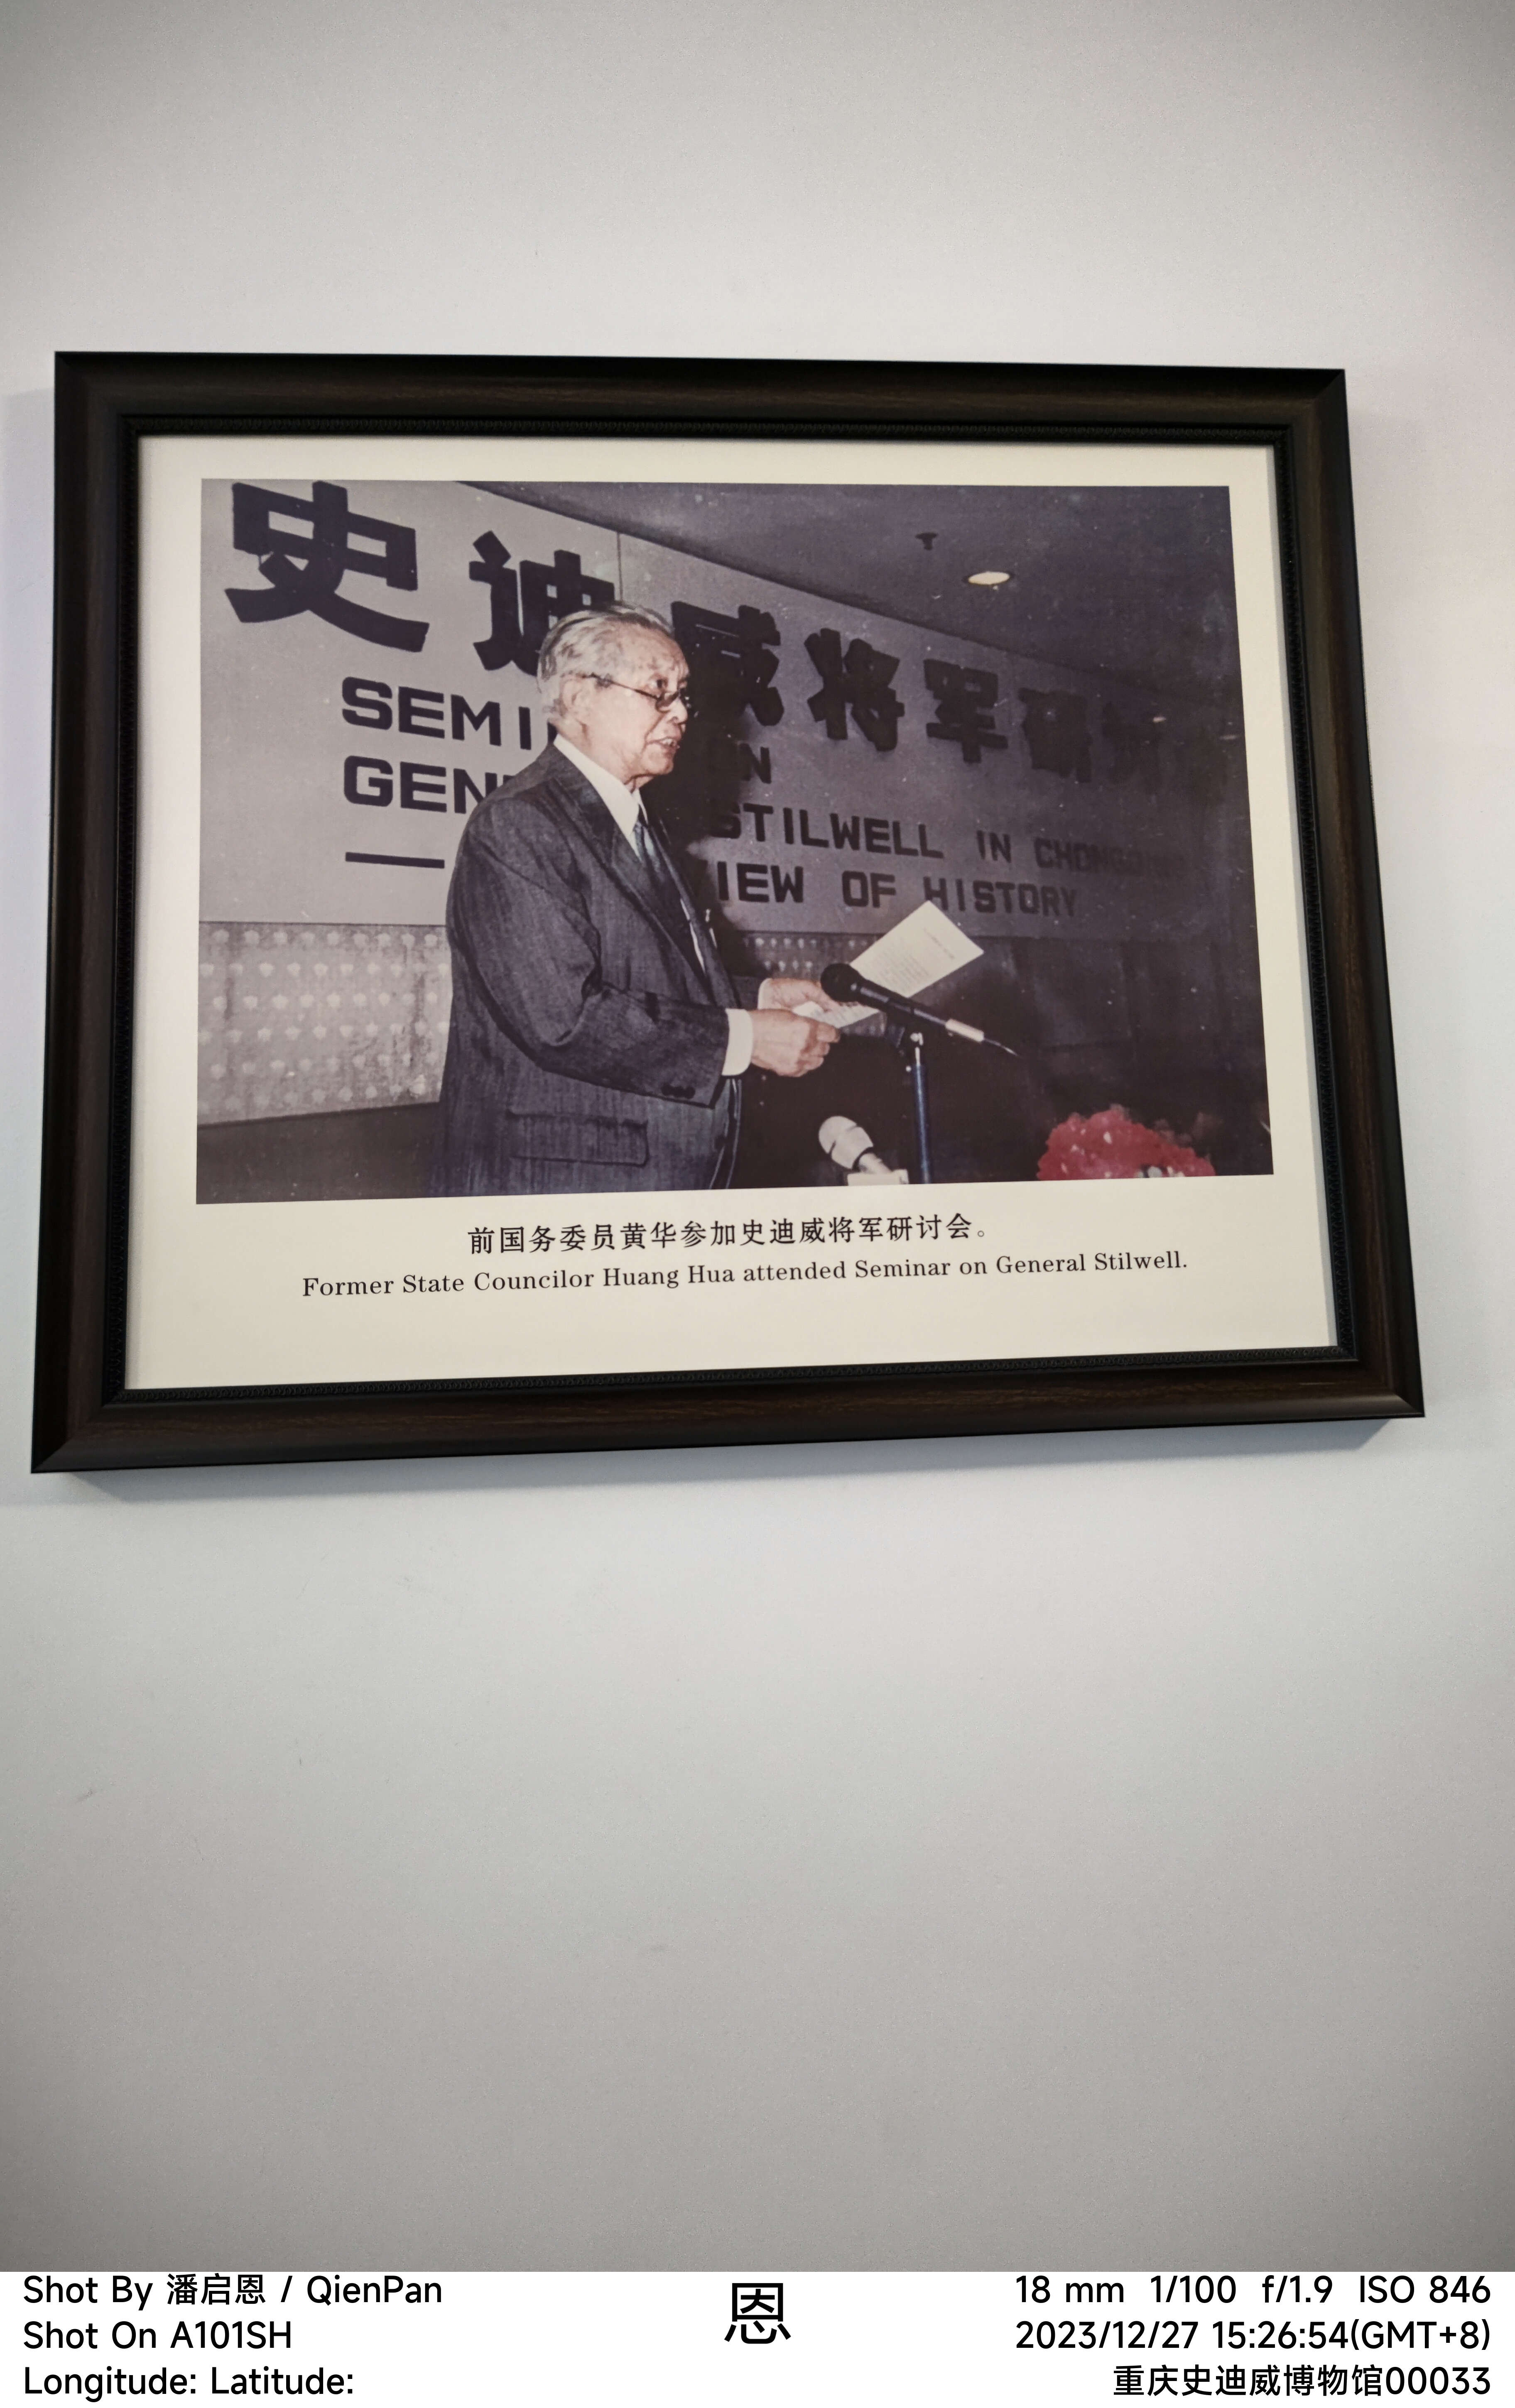 史迪威将军研讨
SEMI ON
GEN STILWELL IN CHONGQING
— IEW OF HISTORY
前国务委员黄华参加史迪威将军研讨会。
Former State Councilor Huang Hua attended Seminar on General Stilwell.
Shot By 潘启恩 / QienPan
Shot On A101SH
Longitude: Latitude:
恩
18 mm 1/100 f/1.9 ISO 846
2023/12/27 15:26:54(GMT+8)
重庆史迪威博物馆00033